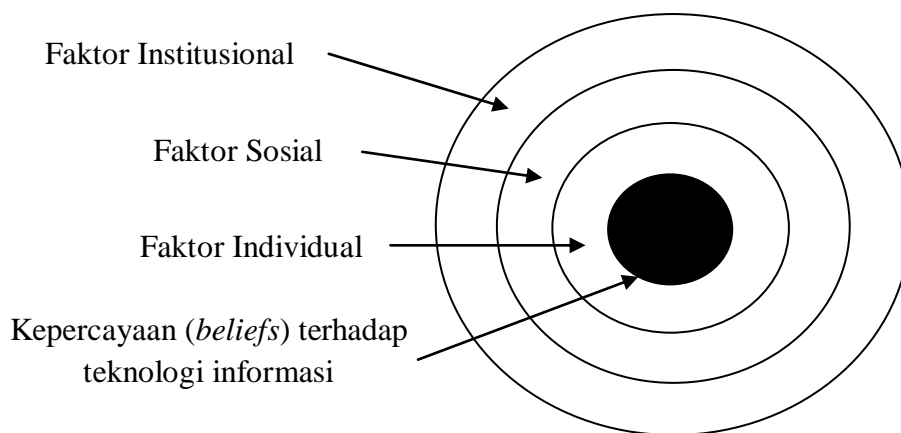 Faktor Institusional
Faktor Sosial
Faktor Individual
Kepercayaan (beliefs) terhadap
teknologi informasi